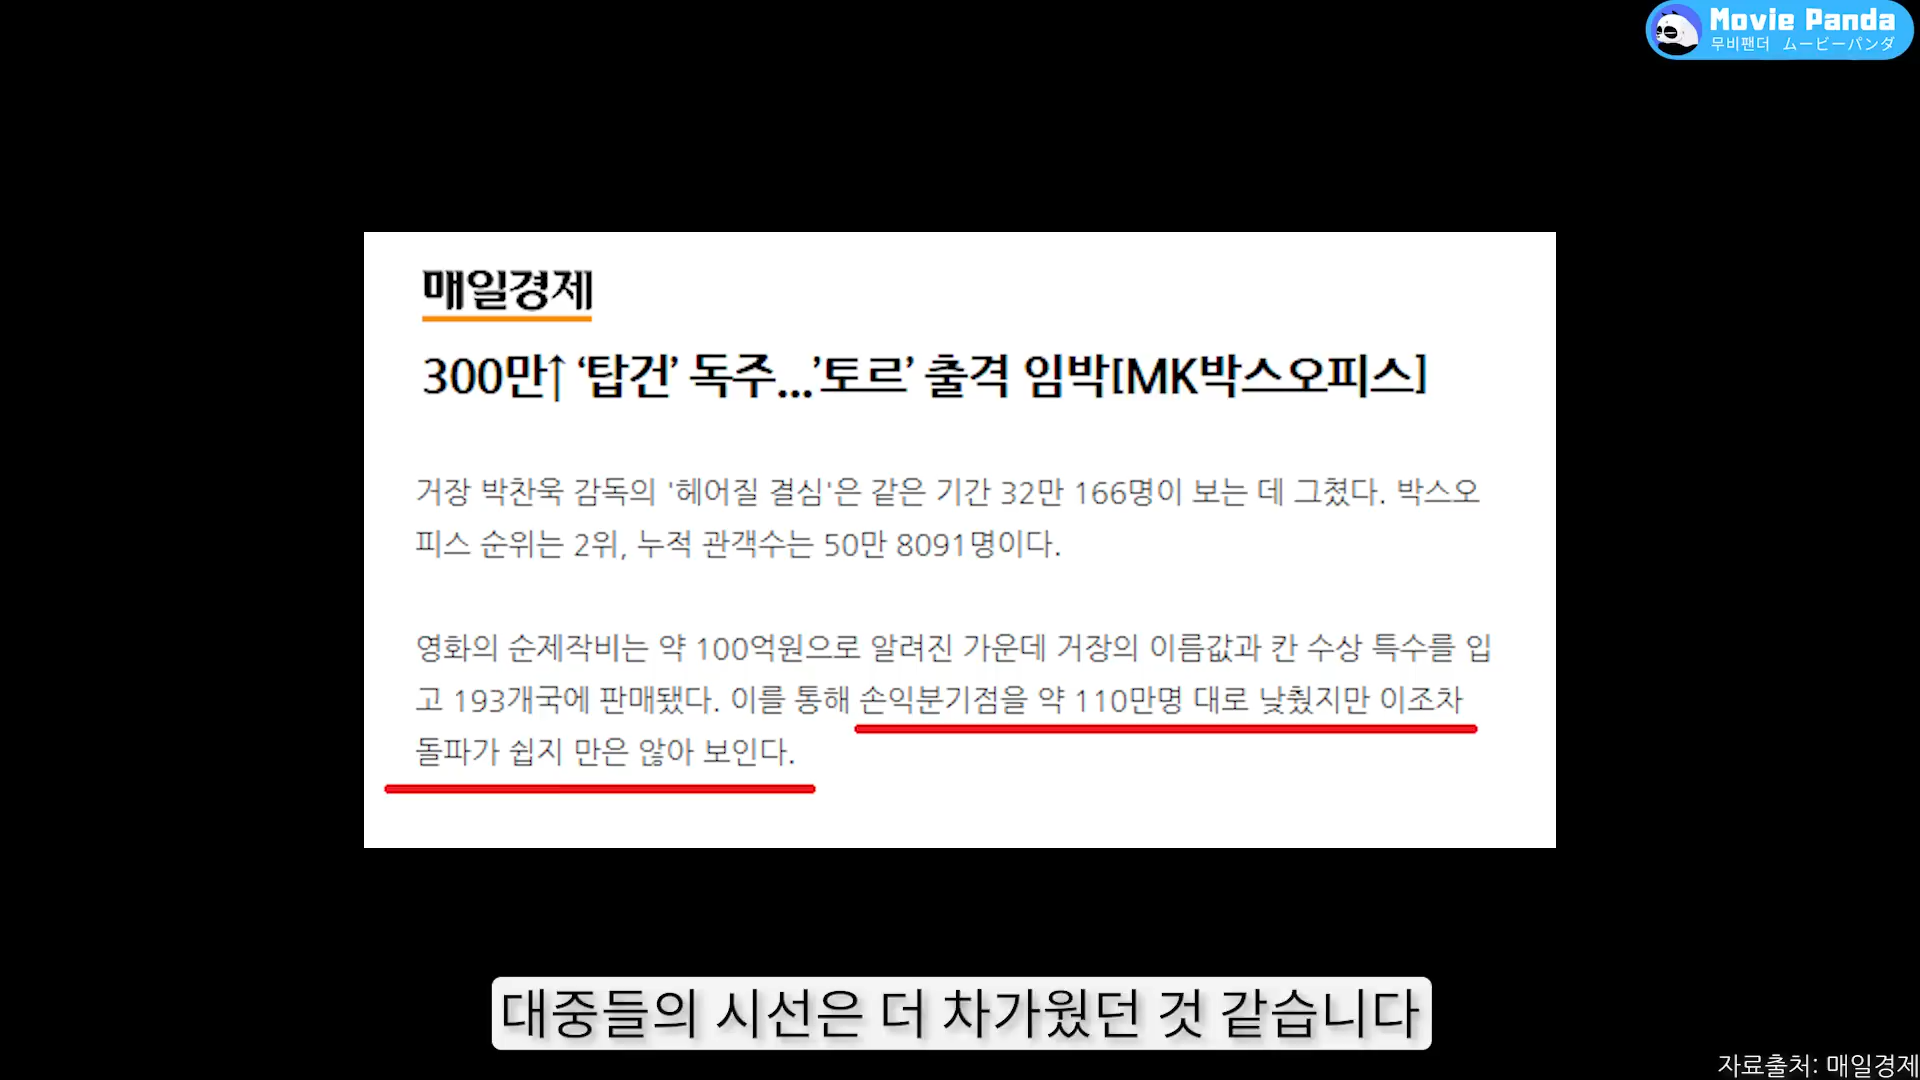 Movie Panda
무비팬더 ムービーパンダ
매일경제
300만↑ ‘탑건’ 독주...’토르’ 출격 임박[MK박스오피스]
거장 박찬욱 감독의 '헤어질 결심'은 같은 기간 32만 166명이 보는 데 그쳤다. 박스오
피스 순위는 2위, 누적 관객수는 50만 8091명이다.
영화의 순제작비는 약 100억원으로 알려진 가운데 거장의 이름값과 칸 수상 특수를 입
고 193개국에 판매됐다. 이를 통해 손익분기점을 약 110만명 대로 낮췄지만 이조차
돌파가 쉽지 만은 않아 보인다.
대중들의 시선은 더 차가웠던 것 같습니다
자료출처: 매일경제